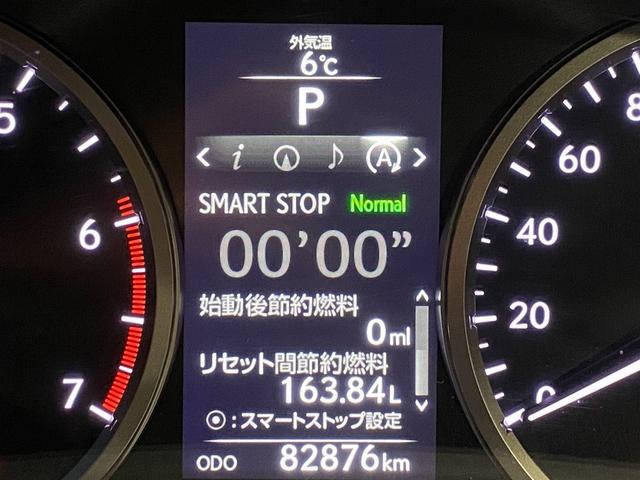 外気温
6℃
P
< i ♪ A >
SMART STOP Normal
00'00"
始動後節約燃料
0ml
リセット間節約燃料
163.84L
⦿:スマートストップ設定
ODO 82876km
5
6
7
8
60
40
20
0